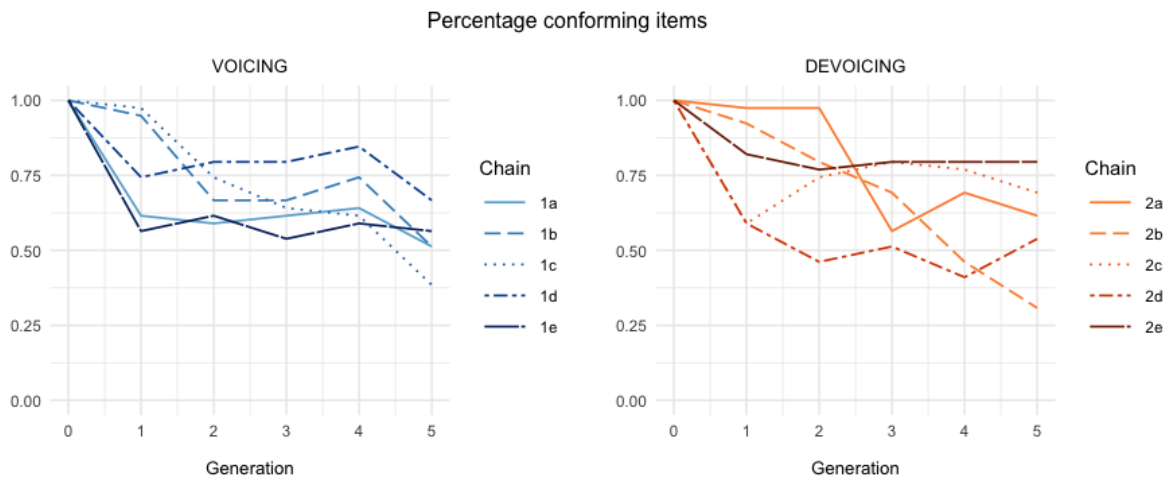 Percentage conforming items
VOICING
1.00
0.75
0.50
0.25
0.00
0 1 2 3 4 5
Generation
Chain
1a
1b
1c
1d
1e
DEVOICING
1.00
0.75
0.50
0.25
0.00
0 1 2 3 4 5
Generation
Chain
2a
2b
2c
2d
2e